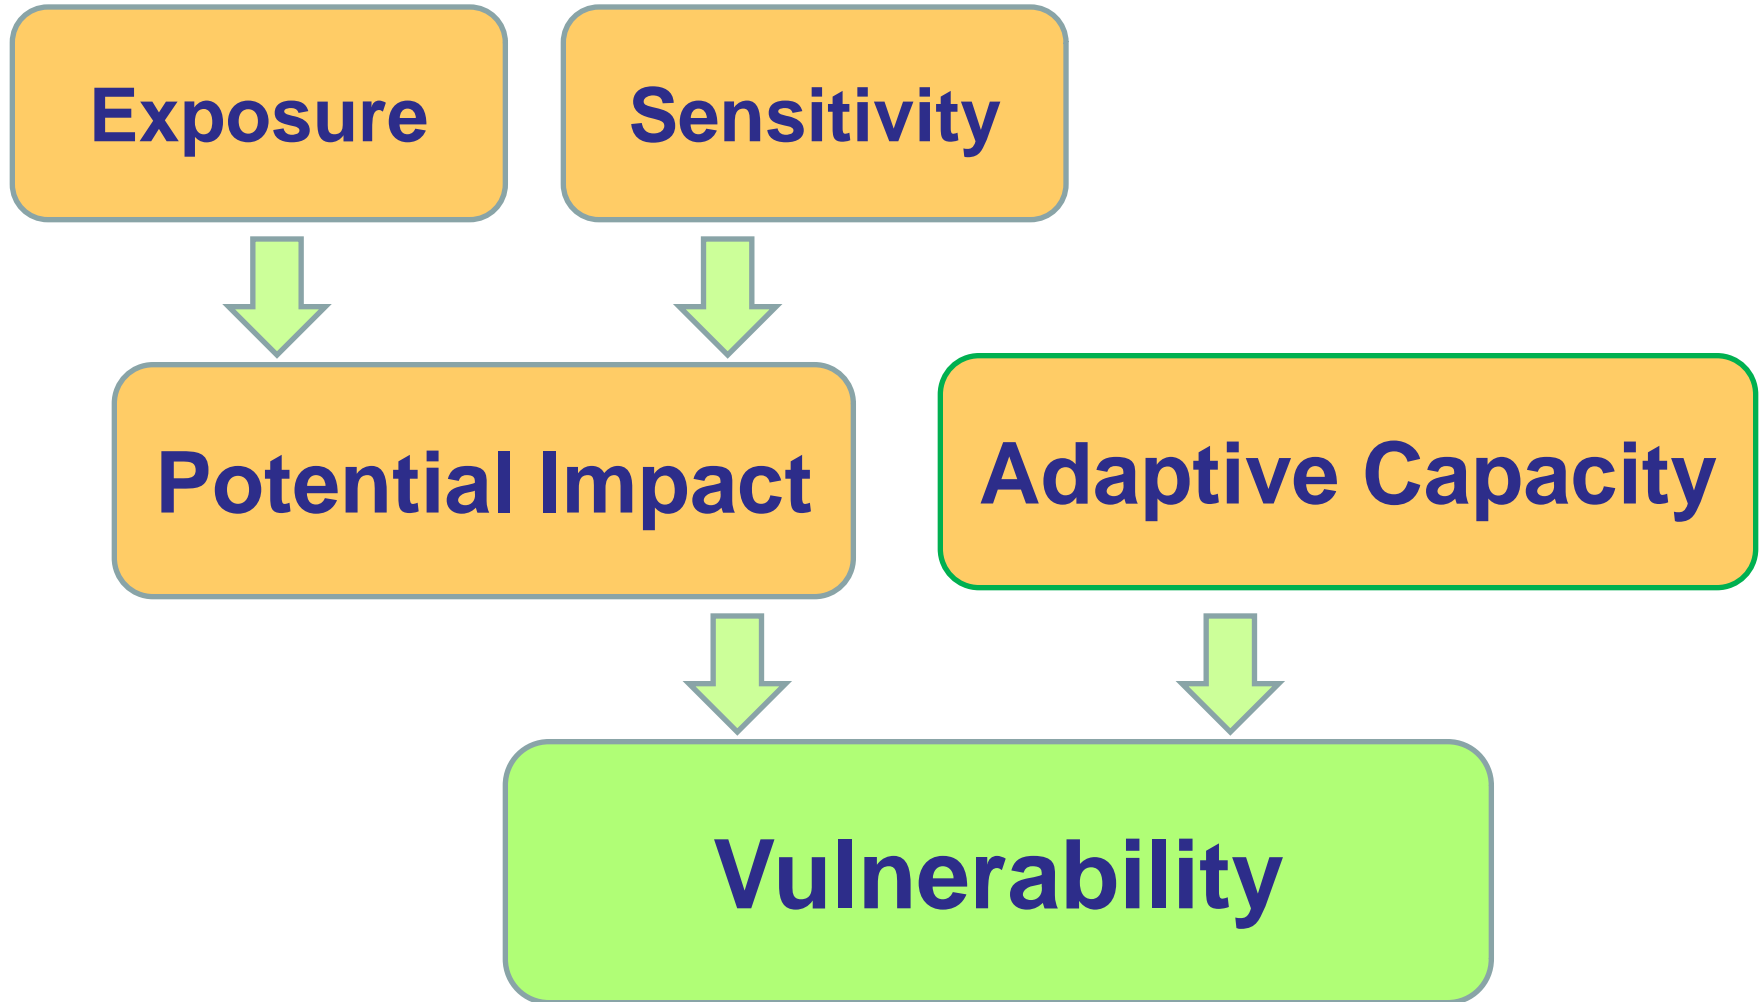 Exposure
Sensitivity
Potential Impact
Adaptive Capacity
Vulnerability